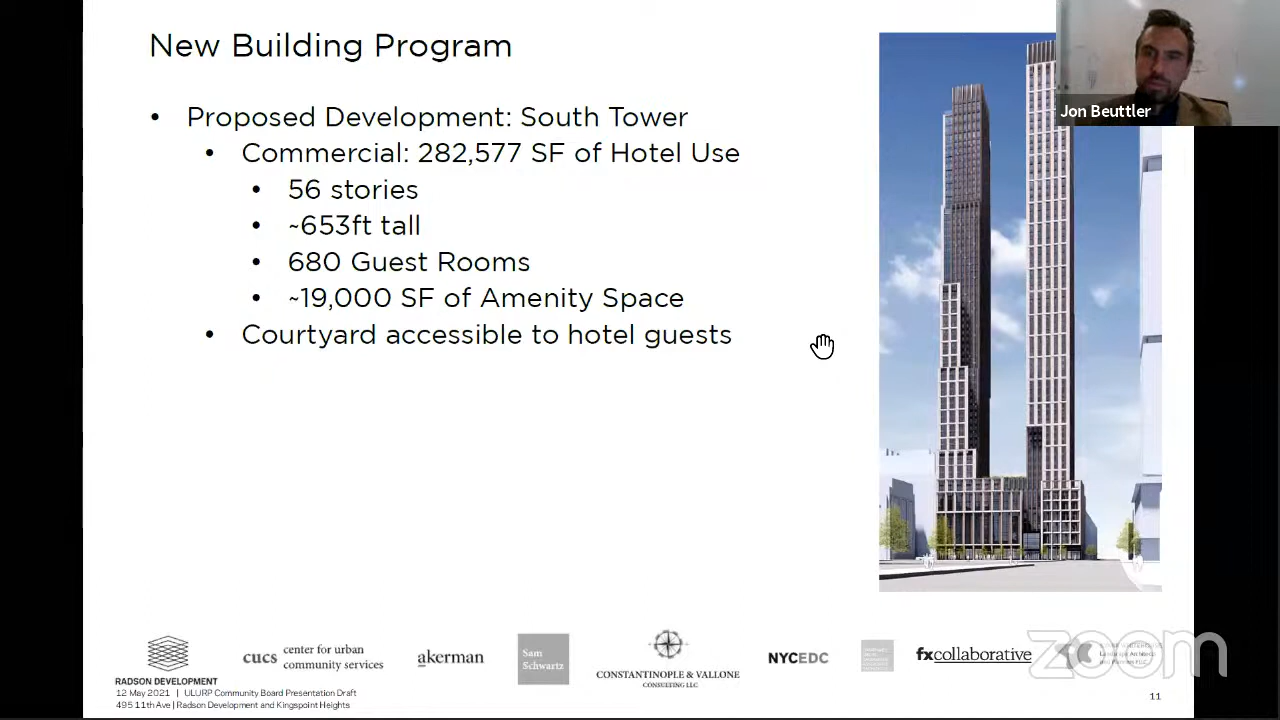 New Building Program
Jon Beuttler
• Proposed Development: South Tower
• Commercial: 282,577 SF of Hotel Use
• 56 stories
• ~653ft tall
• 680 Guest Rooms
• ~19,000 SF of Amenity Space
• Courtyard accessible to hotel guests
RADSON DEVELOPMENT
cucs center for urban
community services
akerman
Sam
Schwartz
CONSTANTINOPLE & VALLONE
CONSULTING LLC
NYCEDC
fxcollaborative
zoom
12 May 2021 | ULURP Community Board Presentation Draft
495 11th Ave | Radson Development and Kingspoint Heights
11